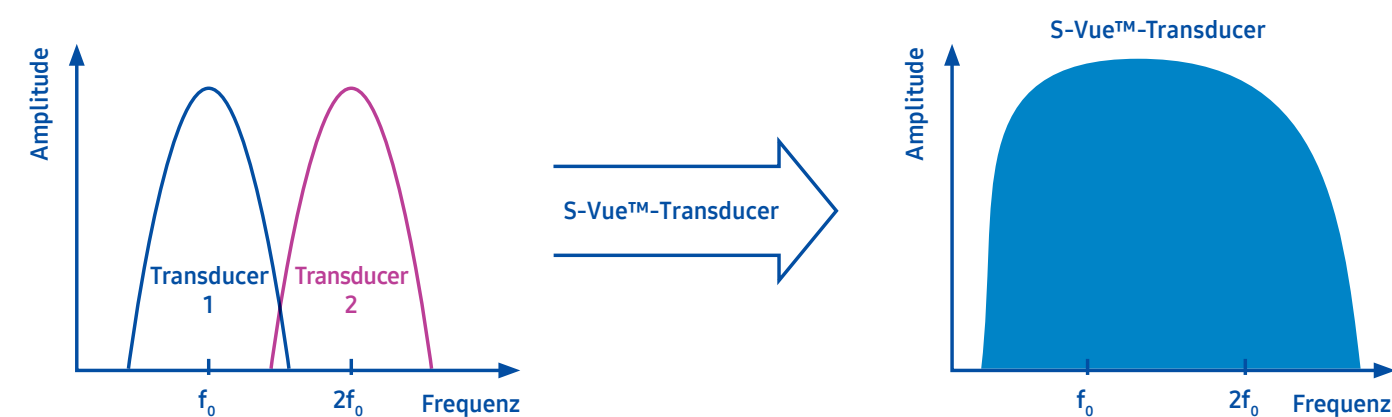 Amplitude
Transducer
1
Transducer
2
f₀
2f₀
Frequenz
S-Vue™-Transducer
S-Vue™-Transducer
Amplitude
f₀
2f₀
Frequenz